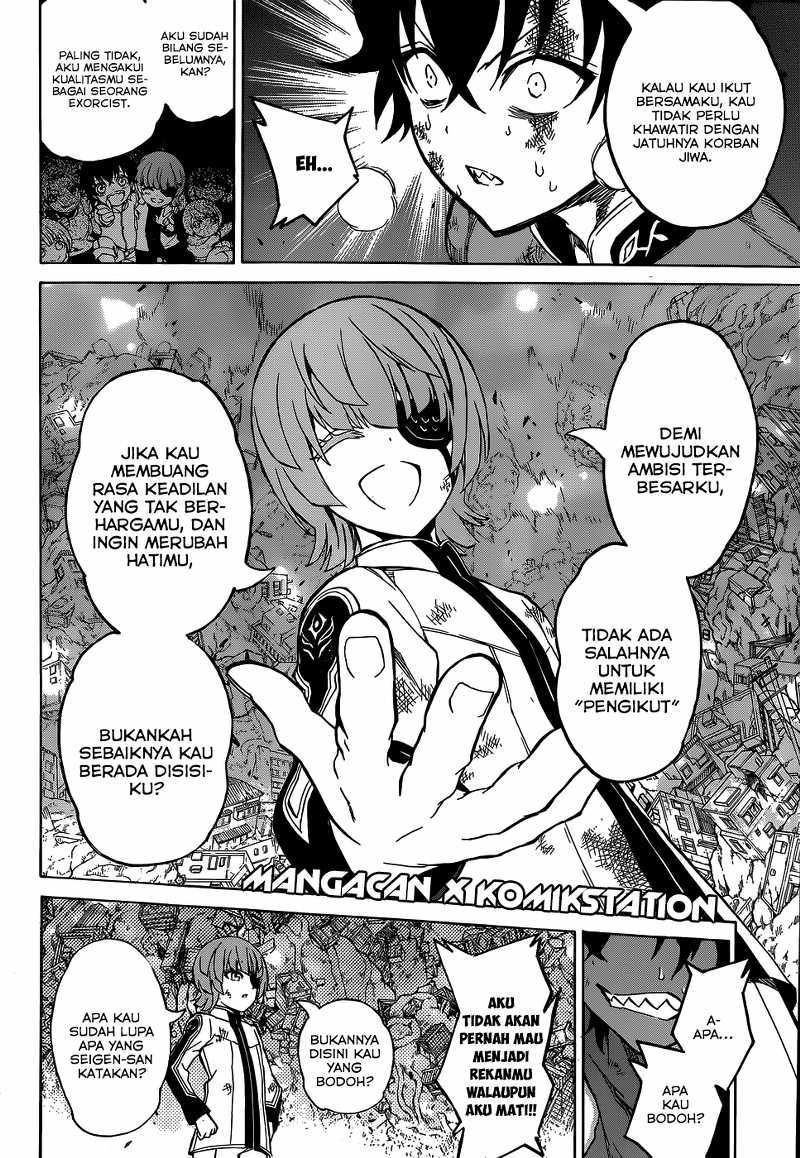 KALAU KAU IKUT
BERSAMAKU, KAU
TIDAK PERLU
KHAWATIR DENGAN
JATUHNYA KORBAN
JIWA.
EH...
AKU SUDAH
BILANG SE-
BELUMNYA,
KAN?
PALING TIDAK,
AKU MENGAKUI
KUALITASMU SE-
BAGAI SEORANG
EXORCIST.
DEMI
MEWUJUDKAN
AMBISI TER-
BESARKU,
TIDAK ADA
SALAHNYA
UNTUK
MEMILIKI
"PENGIKUT"
JIKA KAU
MEMBUANG
RASA KEADILAN
YANG TAK BER-
HARGAMU, DAN
INGIN MERUBAH
HATIMU,
BUKANKAH
SEBAIKNYA KAU
BERADA DISISI-
KU?
MANGACAN X KOMIKSTATION
A-
APA...
APA
KAU
BODOH?
AKU
TIDAK AKAN
PERNAH MAU
MENJADI
REKANMU
WALAUPUN
AKU MATI!!
BUKANNYA
DISINI KAU
YANG
BODOH?
APA KAU
SUDAH LUPA
APA YANG
SEIGEN-SAN
KATAKAN?